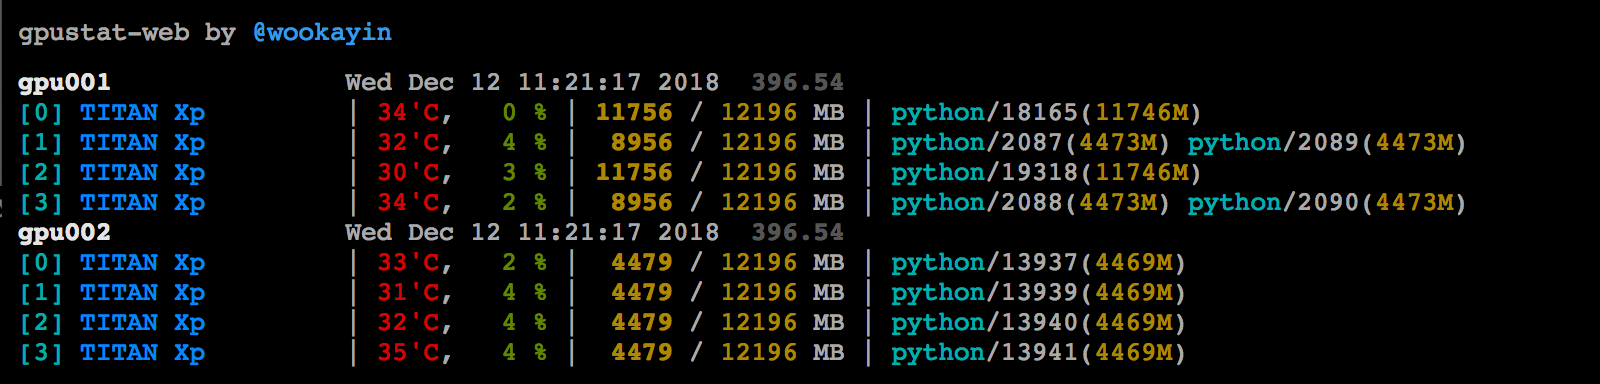 gpustat-web by @wookayin
gpu001 Wed Dec 12 11:21:17 2018 396.54
[0] TITAN Xp | 34'C, 0 % | 11756 / 12196 MB | python/18165(11746M)
[1] TITAN Xp | 32'C, 4 % | 8956 / 12196 MB | python/2087(4473M) python/2089(4473M)
[2] TITAN Xp | 30'C, 3 % | 11756 / 12196 MB | python/19318(11746M)
[3] TITAN Xp | 34'C, 2 % | 8956 / 12196 MB | python/2088(4473M) python/2090(4473M)
gpu002 Wed Dec 12 11:21:17 2018 396.54
[0] TITAN Xp | 33'C, 2 % | 4479 / 12196 MB | python/13937(4469M)
[1] TITAN Xp | 31'C, 4 % | 4479 / 12196 MB | python/13939(4469M)
[2] TITAN Xp | 32'C, 4 % | 4479 / 12196 MB | python/13940(4469M)
[3] TITAN Xp | 35'C, 4 % | 4479 / 12196 MB | python/13941(4469M)